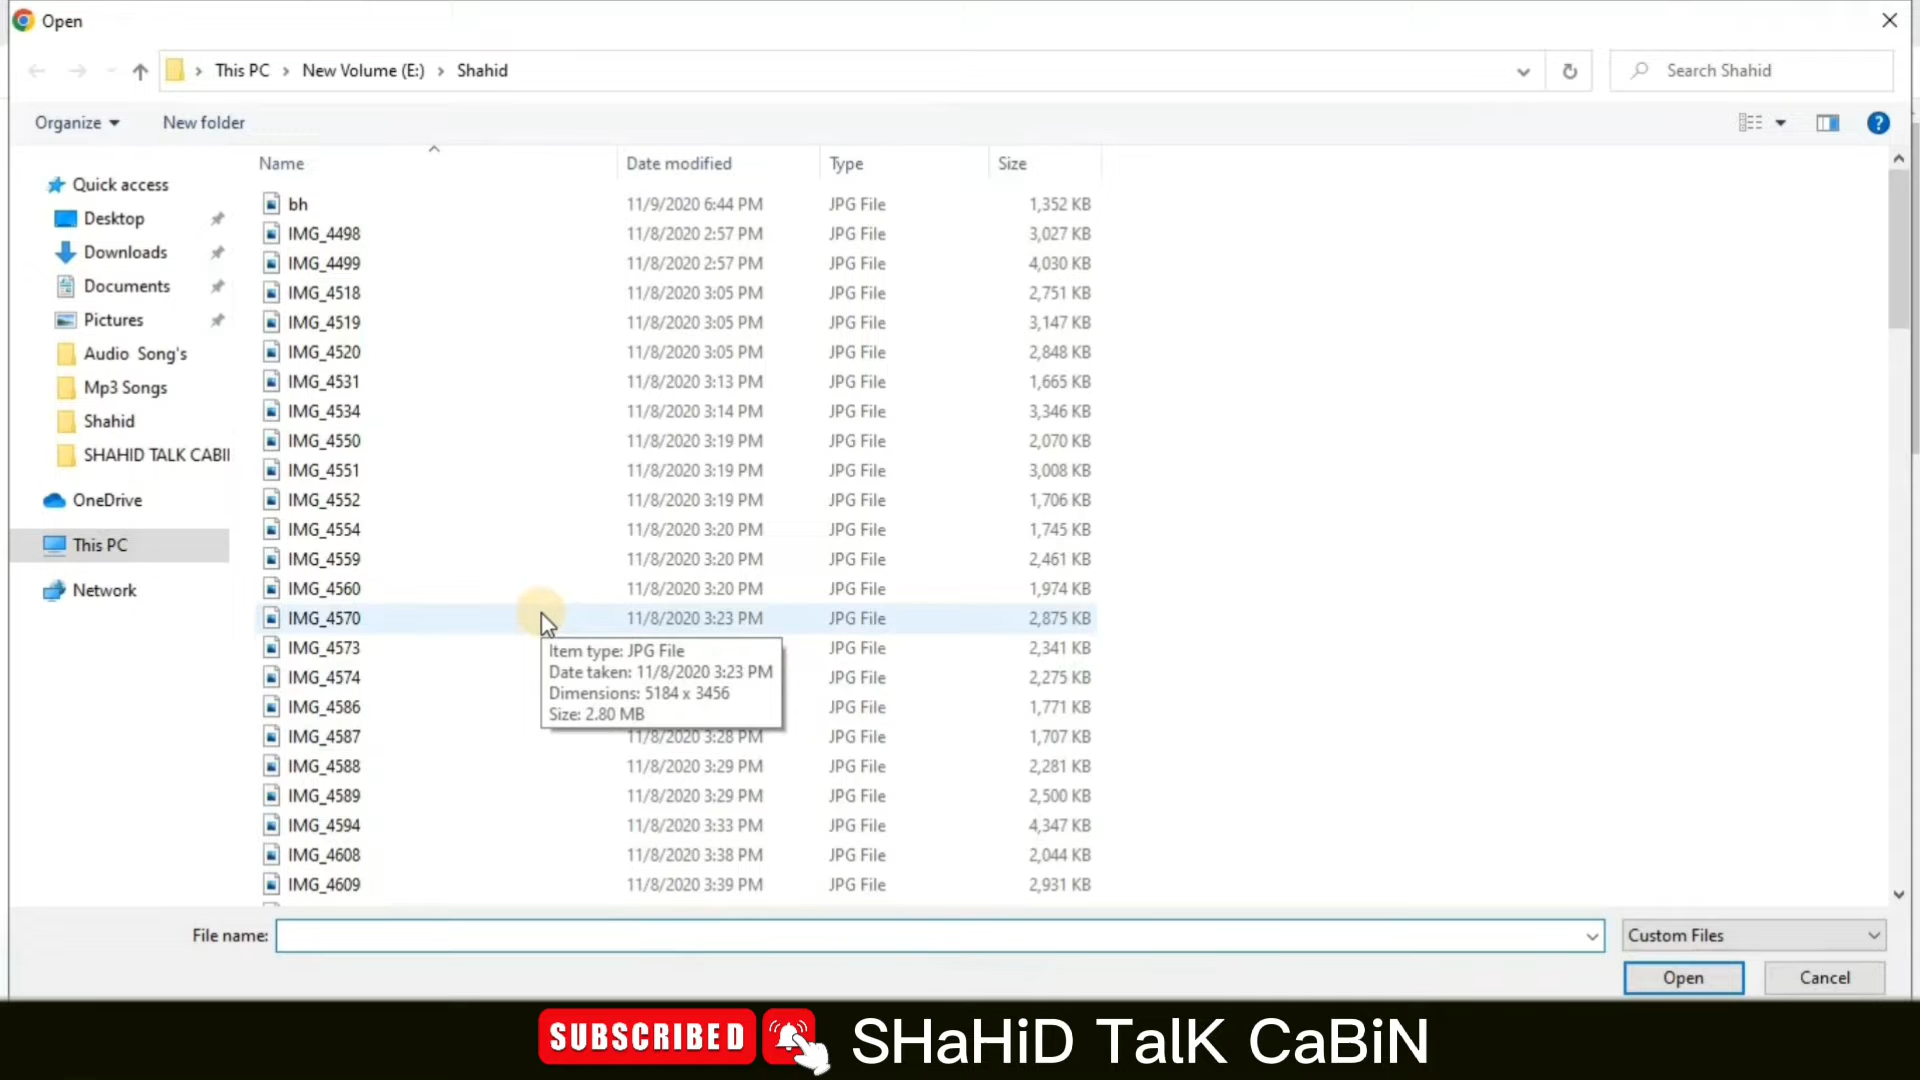 Open
This PC › New Volume (E:) › Shahid
Search Shahid
Organize
New folder
Name Date modified Type Size
Quick access
Desktop
Downloads
Documents
Pictures
Audio Song's
Mp3 Songs
Shahid
SHAHID TALK CABII
OneDrive
This PC
Network
bh 11/9/2020 6:44 PM JPG File 1,352 KB
IMG_4498 11/8/2020 2:57 PM JPG File 3,027 KB
IMG_4499 11/8/2020 2:57 PM JPG File 4,030 KB
IMG_4518 11/8/2020 3:05 PM JPG File 2,751 KB
IMG_4519 11/8/2020 3:05 PM JPG File 3,147 KB
IMG_4520 11/8/2020 3:05 PM JPG File 2,848 KB
IMG_4531 11/8/2020 3:13 PM JPG File 1,665 KB
IMG_4534 11/8/2020 3:14 PM JPG File 3,346 KB
IMG_4550 11/8/2020 3:19 PM JPG File 2,070 KB
IMG_4551 11/8/2020 3:19 PM JPG File 3,008 KB
IMG_4552 11/8/2020 3:19 PM JPG File 1,706 KB
IMG_4554 11/8/2020 3:20 PM JPG File 1,745 KB
IMG_4559 11/8/2020 3:20 PM JPG File 2,461 KB
IMG_4560 11/8/2020 3:20 PM JPG File 1,974 KB
IMG_4570 11/8/2020 3:23 PM JPG File 2,875 KB
IMG_4573 JPG File 2,341 KB
IMG_4574 JPG File 2,275 KB
IMG_4586 JPG File 1,771 KB
IMG_4587 11/8/2020 3:28 PM JPG File 1,707 KB
IMG_4588 11/8/2020 3:29 PM JPG File 2,281 KB
IMG_4589 11/8/2020 3:29 PM JPG File 2,500 KB
IMG_4594 11/8/2020 3:33 PM JPG File 4,347 KB
IMG_4608 11/8/2020 3:38 PM JPG File 2,044 KB
IMG_4609 11/8/2020 3:39 PM JPG File 2,931 KB
Item type: JPG File
Date taken: 11/8/2020 3:23 PM
Dimensions: 5184 x 3456
Size: 2.80 MB
File name:
Custom Files
Open
Cancel
SUBSCRIBED
SHaHiD TalK CaBiN